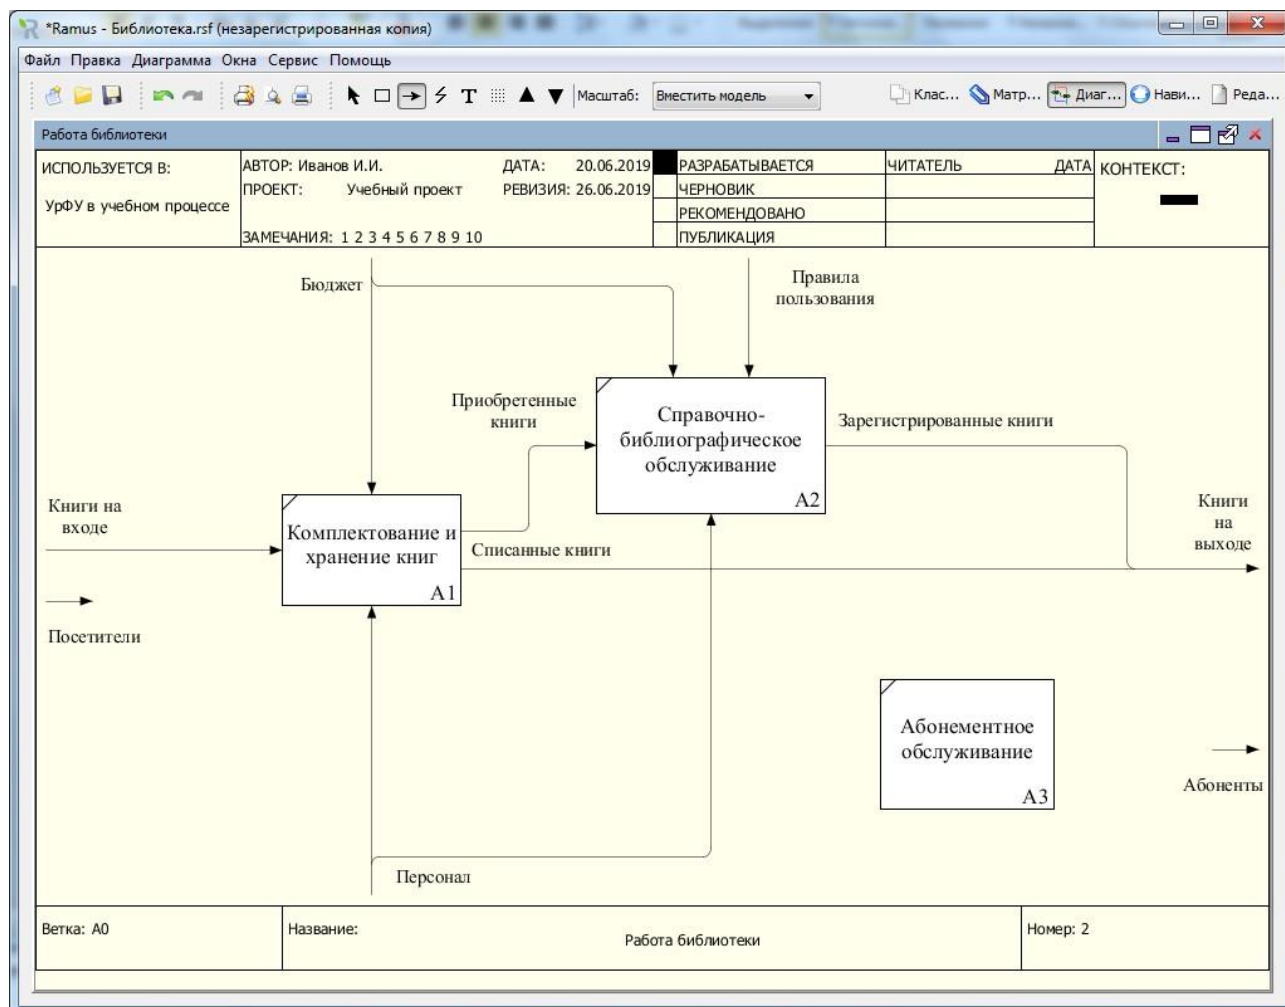 *Ramus - Библиотека.rsf (незарегистрированная копия)
Файл Правка Диаграмма Окна Сервис Помощь
Масштаб: Вместить модель Клас... Матр... Диаг... Нави... Реда...
Работа библиотеки
ИСПОЛЬЗУЕТСЯ В:
УрФУ в учебном процессе
АВТОР: Иванов И.И. ДАТА: 20.06.2019
ПРОЕКТ: Учебный проект РЕВИЗИЯ: 26.06.2019
ЗАМЕЧАНИЯ: 1 2 3 4 5 6 7 8 9 10
РАЗРАБАТЫВАЕТСЯ
ЧЕРНОВИК
РЕКОМЕНДОВАНО
ПУБЛИКАЦИЯ
ЧИТАТЕЛЬ ДАТА
КОНТЕКСТ:
Бюджет
Правила
пользования
Приобретенные
книги
Справочно-
библиографическое
обслуживание
A2
Зарегистрированные книги
Книги на
входе
Комплектование и
хранение книг
A1
Списанные книги
Книги
на
выходе
Посетители
Абонементное
обслуживание
A3
Абоненты
Персонал
Ветка: A0
Название:
Работа библиотеки
Номер: 2